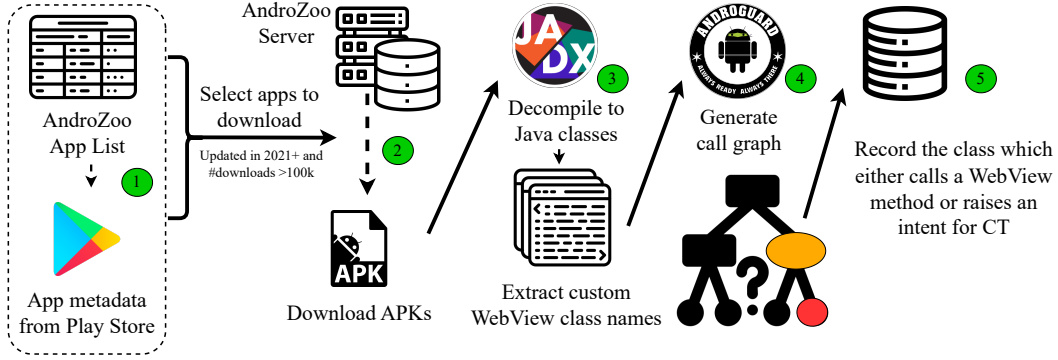 AndroZoo
App List
1
App metadata
from Play Store
Select apps to
download
Updated in 2021+ and
#downloads >100k
AndroZoo
Server
2
APK
Download APKs
JADX
3
Decompile to
Java classes
Extract custom
WebView class names
ANDROGUARD
ALWAYS READY ALWAYS THERE
4
Generate
call graph
?
5
Record the class which
either calls a WebView
method or raises an
intent for CT